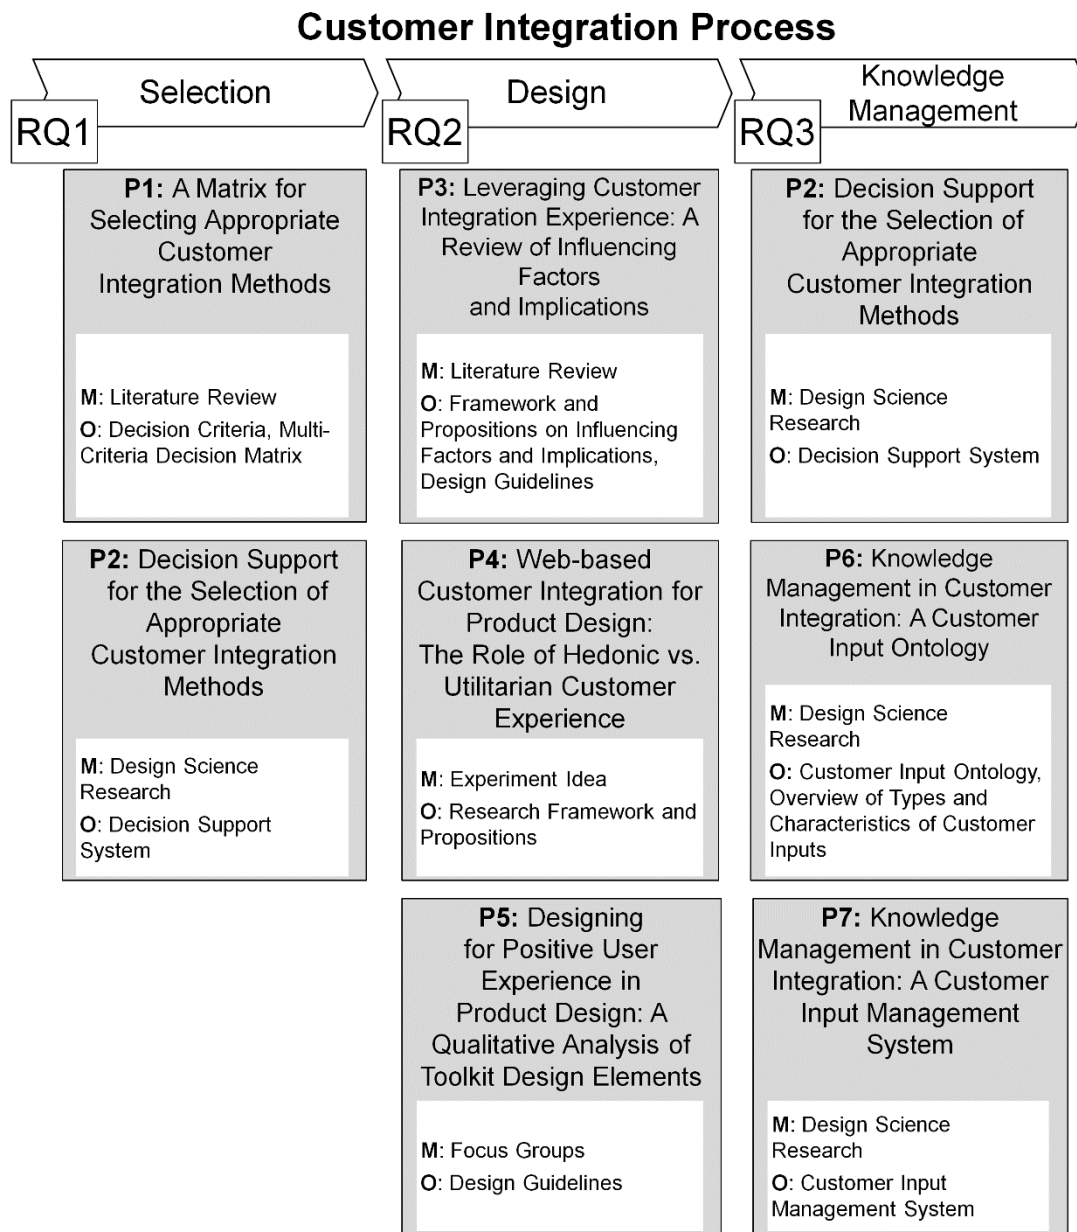 Customer Integration Process
Selection
RQ1
Design
RQ2
Knowledge
Management
RQ3
P1: A Matrix for
Selecting Appropriate
Customer
Integration Methods
M: Literature Review
O: Decision Criteria, Multi-
Criteria Decision Matrix
P2: Decision Support
for the Selection of
Appropriate
Customer Integration
Methods
M: Design Science
Research
O: Decision Support
System
P3: Leveraging Customer
Integration Experience: A
Review of Influencing
Factors
and Implications
M: Literature Review
O: Framework and
Propositions on Influencing
Factors and Implications,
Design Guidelines
P4: Web-based
Customer Integration for
Product Design:
The Role of Hedonic vs.
Utilitarian Customer
Experience
M: Experiment Idea
O: Research Framework and
Propositions
P5: Designing
for Positive User
Experience in
Product Design: A
Qualitative Analysis of
Toolkit Design Elements
M: Focus Groups
O: Design Guidelines
P2: Decision Support
for the Selection of
Appropriate
Customer Integration
Methods
M: Design Science
Research
O: Decision Support System
P6: Knowledge
Management in Customer
Integration: A Customer
Input Ontology
M: Design Science
Research
O: Customer Input Ontology,
Overview of Types and
Characteristics of Customer
Inputs
P7: Knowledge
Management in Customer
Integration: A Customer
Input Management
System
M: Design Science
Research
O: Customer Input
Management System